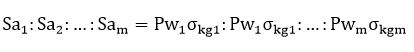 Sa₁: Sa₂: …: Saₘ = Pw₁σₖg₁: Pw₁σₖg₁: …: Pwₘσₖgₘ